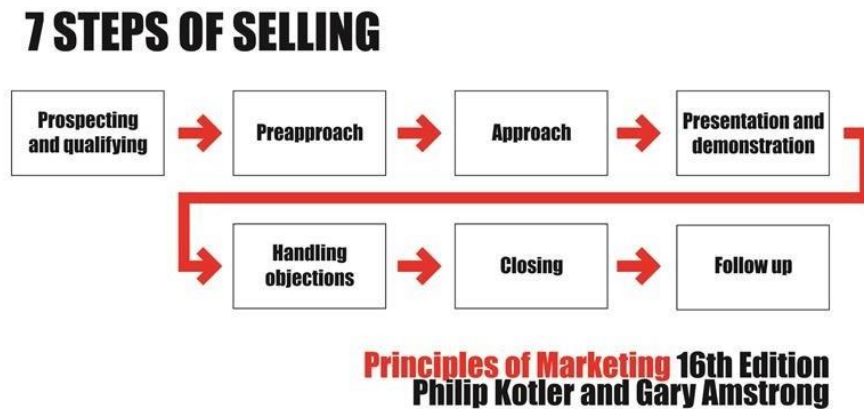 7 STEPS OF SELLING
Prospecting
and qualifying
Preapproach
Approach
Presentation and
demonstration
Handling
objections
Closing
Follow up
Principles of Marketing 16th Edition
Philip Kotler and Gary Amstrong